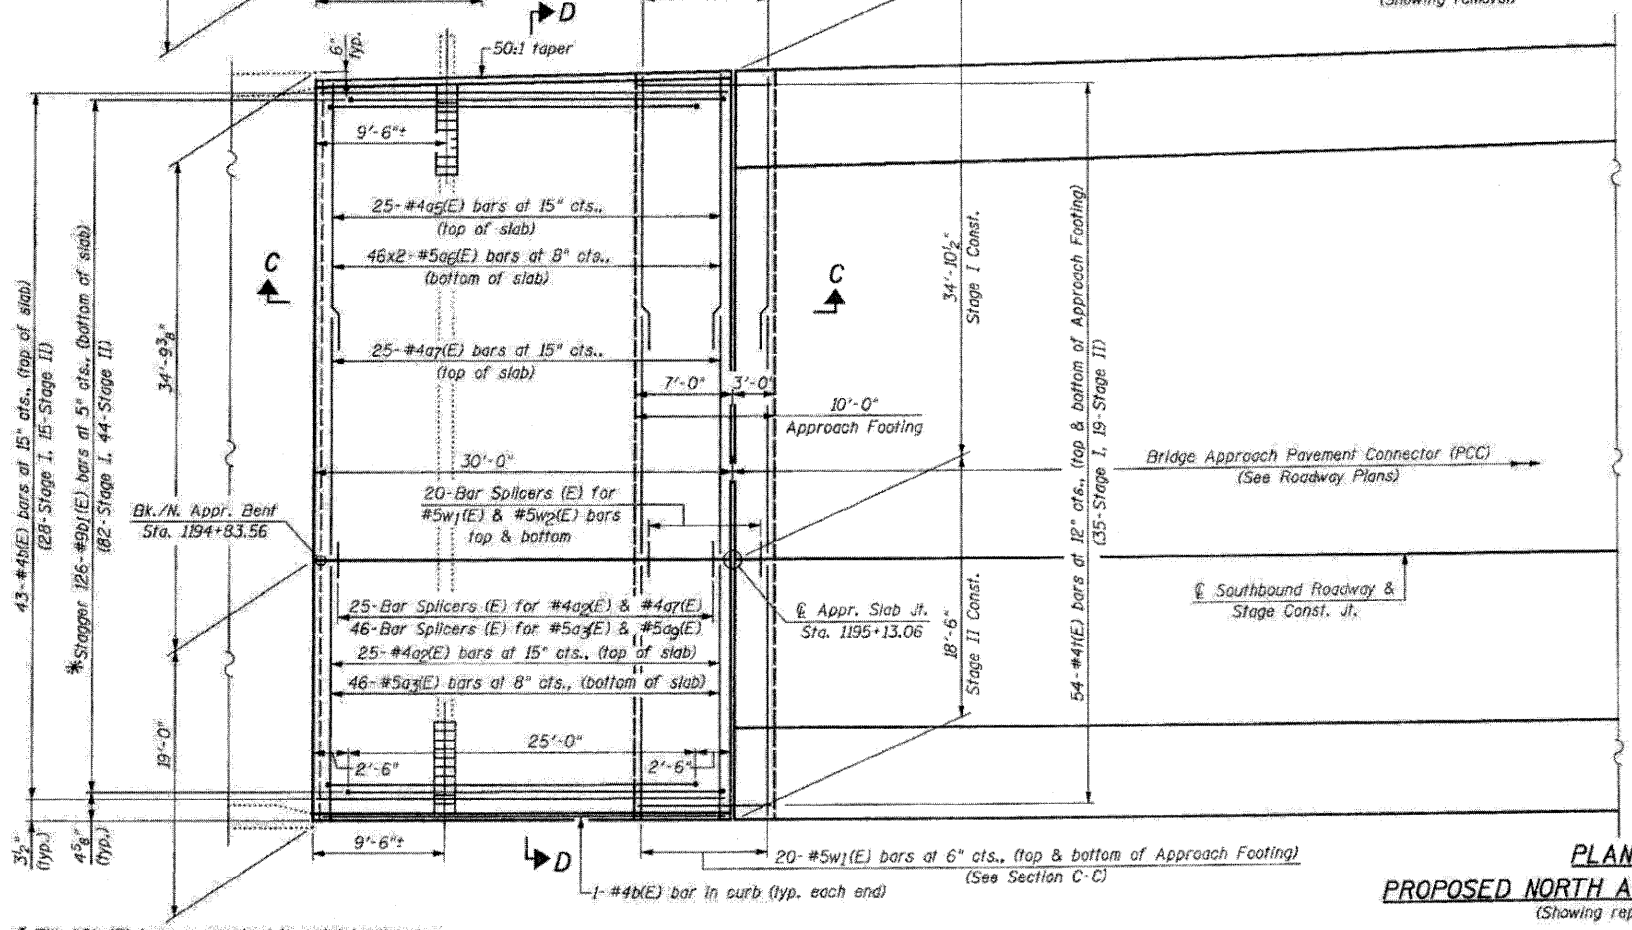 (Showing removal)
D
50:1 taper
6"
typ.
9'-6"±
25-#4a5(E) bars at 15" cts.,
(top of slab)
46x2-#5a6(E) bars at 8" cts.,
(bottom of slab)
C
C
25-#4a7(E) bars at 15" cts.,
(top of slab)
7'-0"
3'-0"
10'-0"
Approach Footing
30'-0"
20-Bar Splicers (E) for
#5w1(E) & #5w2(E) bars
top & bottom
Bk./N. Appr. Bent
Sta. 1194+83.56
25-Bar Splicers (E) for #4a2(E) & #4a7(E)
46-Bar Splicers (E) for #5a3(E) & #5a9(E)
25-#4a2(E) bars at 15" cts., (top of slab)
46-#5a3(E) bars at 8" cts., (bottom of slab)
25'-0"
2'-6"
2'-6"
9'-6"±
D
1-#4b(E) bar in curb (typ. each end)
20-#5w1(E) bars at 6" cts., (top & bottom of Approach Footing)
(See Section C-C)
43-#4b(E) bars at 15" cts., (top of slab)
(28-Stage I, 15-Stage II)
*Stagger 126-#9b1(E) bars at 5" cts., (bottom of slab)
(82-Stage I, 44-Stage II)
34'-9 3/8"
19'-0"
3 1/2"
(typ.)
4 5/8"
(typ.)
34'-10 1/2"
Stage I Const.
18'-6"
Stage II Const.
54-#4t(E) bars at 12" cts., (top & bottom of Approach Footing)
(35-Stage I, 19-Stage II)
Bridge Approach Pavement Connector (PCC)
(See Roadway Plans)
℄ Appr. Slab Jt.
Sta. 1195+13.06
℄ Southbound Roadway &
Stage Const. Jt.
PLAN
PROPOSED NORTH A
(Showing rep